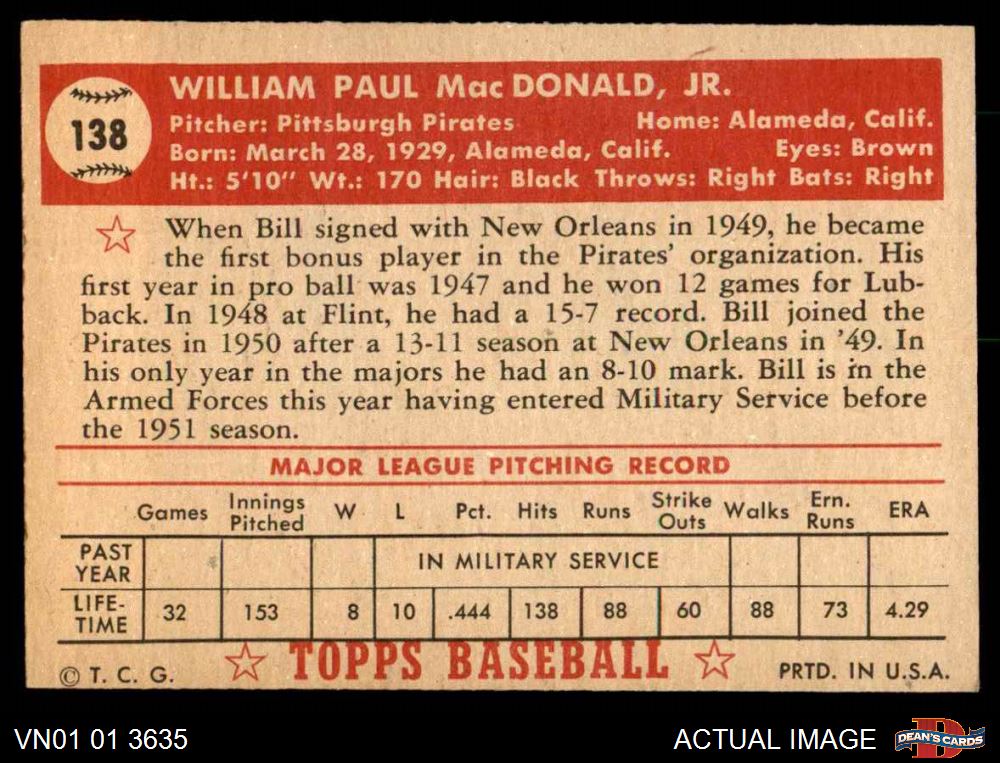 138
WILLIAM PAUL Mac DONALD, JR.
Pitcher: Pittsburgh Pirates Home: Alameda, Calif.
Born: March 28, 1929, Alameda, Calif. Eyes: Brown
Ht.: 5'10" Wt.: 170 Hair: Black Throws: Right Bats: Right
When Bill signed with New Orleans in 1949, he became
the first bonus player in the Pirates' organization. His
first year in pro ball was 1947 and he won 12 games for Lub-
back. In 1948 at Flint, he had a 15-7 record. Bill joined the
Pirates in 1950 after a 13-11 season at New Orleans in '49. In
his only year in the majors he had an 8-10 mark. Bill is in the
Armed Forces this year having entered Military Service before
the 1951 season.
MAJOR LEAGUE PITCHING RECORD
Games Innings Pitched W L Pct. Hits Runs Strike Outs Walks Ern. Runs ERA
PAST YEAR IN MILITARY SERVICE
LIFE-TIME 32 153 8 10 .444 138 88 60 88 73 4.29
© T. C. G. TOPPS BASEBALL PRTD. IN U.S.A.
VN01 01 3635 ACTUAL IMAGE DEAN'S CARDS